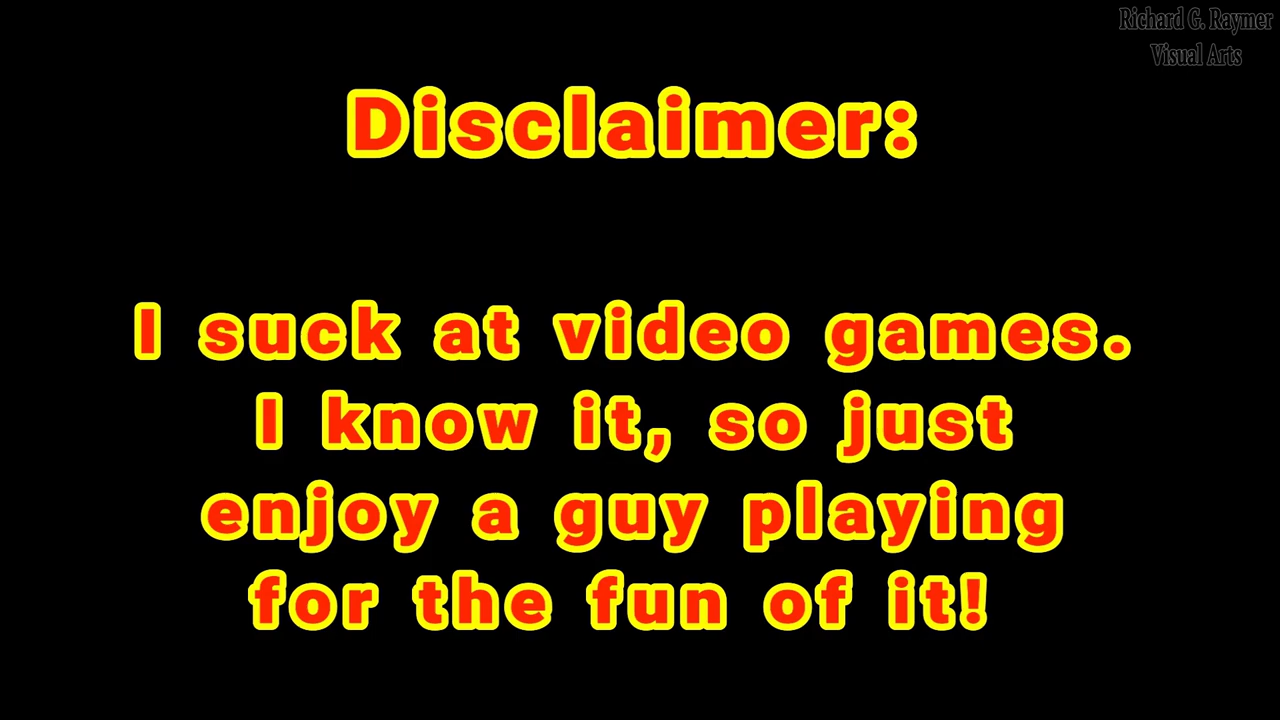 Richard G. Raymer
Visual Arts
Disclaimer:
I suck at video games.
I know it, so just
enjoy a guy playing
for the fun of it!